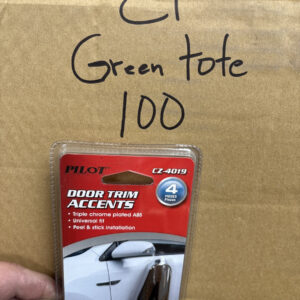 C1
Green tote
100
PILOT CZ-4019
DOOR TRIM
ACCENTS
• Triple chrome plated ABS
• Universal fit
• Peel & stick installation
4